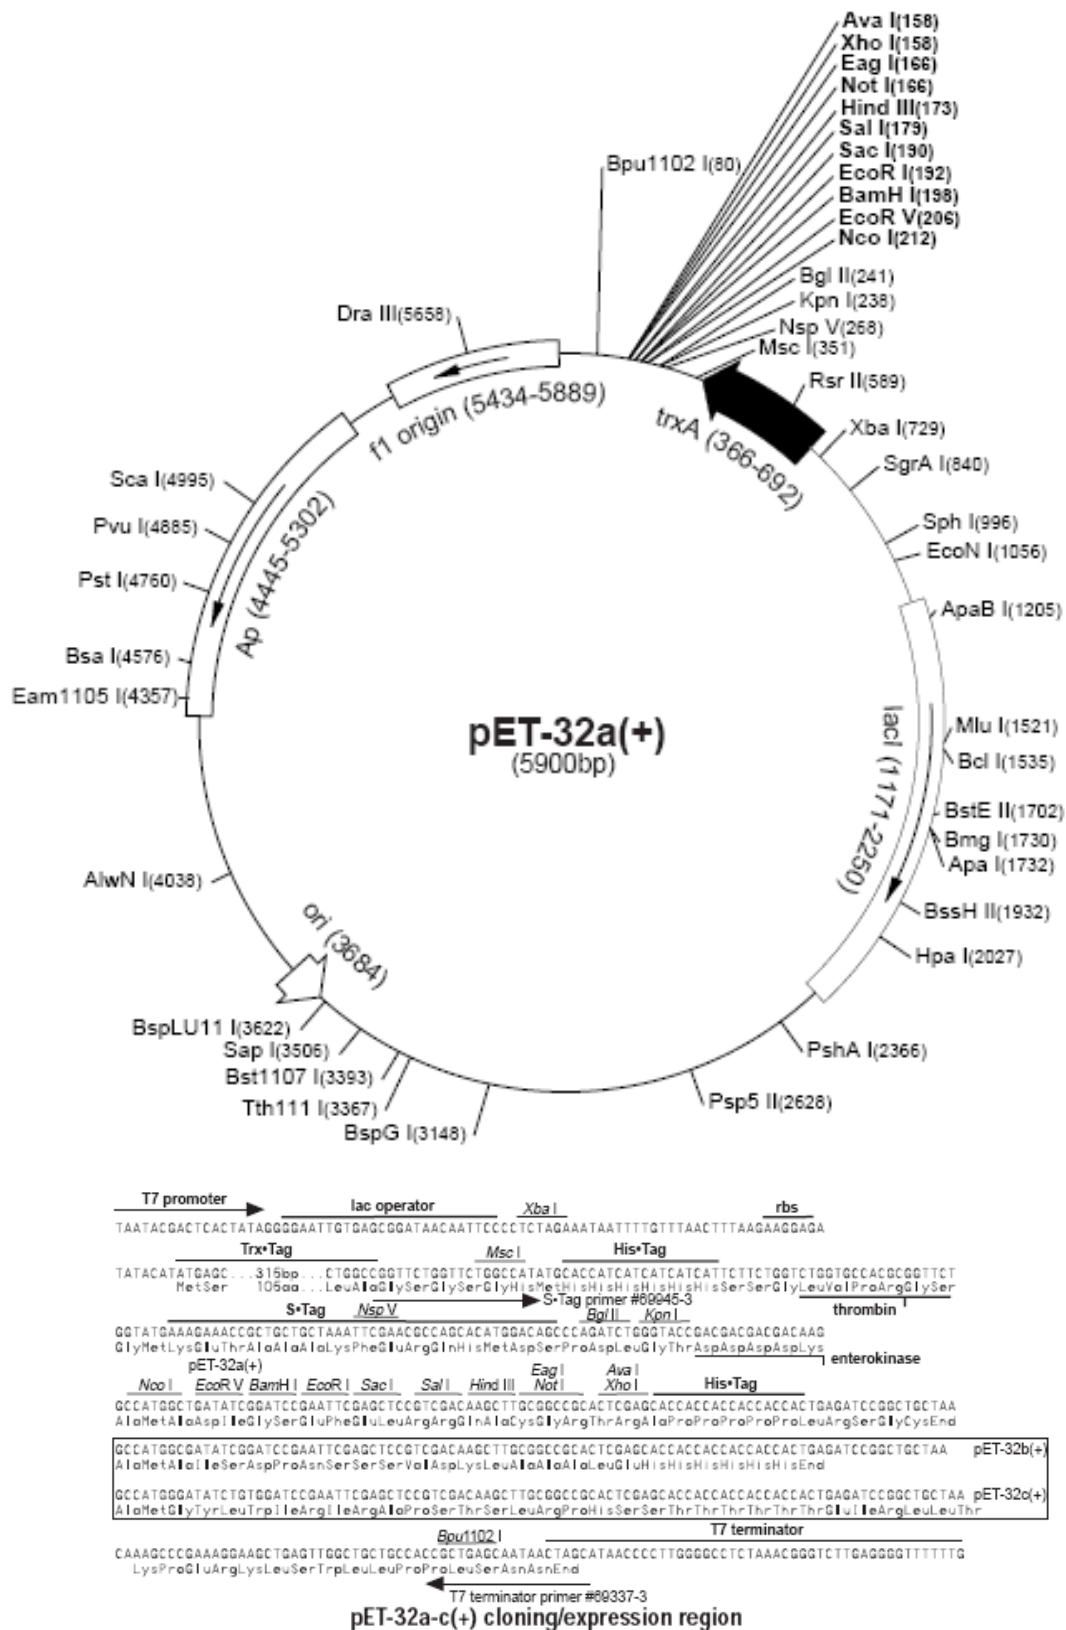 Ava I(158)
Xho I(158)
Eag I(166)
Not I(166)
Hind III(173)
Sal I(179)
Sac I(190)
EcoR I(192)
BamH I(198)
EcoR V(206)
Nco I(212)
Bpu1102 I(80)
Bgl II(241)
Kpn I(238)
Nsp V(268)
Msc I(351)
Rsr II(589)
Xba I(729)
SgrA I(840)
Sph I(996)
EcoN I(1056)
ApaB I(1205)
Mlu I(1521)
Bcl I(1535)
BstE II(1702)
Bmg I(1730)
Apa I(1732)
BssH II(1932)
Hpa I(2027)
PshA I(2366)
Psp5 II(2628)
BspG I(3148)
Tth111 I(3367)
Bst1107 I(3393)
Sap I(3506)
BspLU11 I(3622)
AlwN I(4038)
Eam1105 I(4357)
Bsa I(4576)
Pst I(4760)
Pvu I(4885)
Sca I(4995)
Dra III(5658)
f1 origin (5434-5889)
trxA (366-692)
Ap (4445-5302)
lacI (1171-2250)
ori (3684)
pET-32a(+)
(5900bp)
T7 promoter lac operator Xba I rbs
TAATACGACTCACTATAGGGGAATTGTGAGCGGATAACAATTCCCCTCTAGAAATAATTTTGTTTAACTTTAAGAAGGAGA
Trx•Tag Msc I His•Tag
TATACATATGAGC...315bp...CTGGCCGGTTCTGGTTCTGGCCATATGCACCATCATCATCATCATTCTTCTGGTCTGGTGCCACGCGGTTCT
MetSer 105aa LeuAlaGlySerGlySerGlyHisMetHisHisHisHisHisHisSerSerGlyLeuValProArgGlySer
S•Tag primer #69945-3 thrombin
S•Tag Nsp V Bgl II Kpn I
GGTATGAAAGAAACCGCTGCTGCTAAATTCGAACGCCAGCACATGGACAGCCCAGATCTGGGTACCGACGACGACGACAAG
GlyMetLysGluThrAlaAlaAlaLysPheGluArgGlnHisMetAspSerProAspLeuGlyThrAspAspAspAspLys
pET-32a(+) enterokinase
Nco I EcoR V BamH I EcoR I Sac I Sal I Hind III Eag I Not I Ava I Xho I His•Tag
GCCATGGCTGATATCGGATCCGAATTCGAGCTCCGTCGACAAGCTTGCGGCCGCACTCGAGCACCACCACCACCACCACTGAGATCCGGCTGCTAA
AlaMetAlaAspIleGlySerGluPheGluLeuArgArgGlnAlaCysGlyArgThrArgAlaProProProProProLeuArgSerGlyCysEnd
GCCATGGCGATATCGGATCCGAATTCGAGCTCCGTCGACAAGCTTGCGGCCGCACTCGAGCACCACCACCACCACCACTGAGATCCGGCTGCTAA pET-32b(+)
AlaMetAlaIleSerAspProAsnSerSerSerValAspLysLeuAlaAlaAlaLeuGluHisHisHisHisHisHisEnd
GCCATGGGATATCTGTGGATCCGAATTCGAGCTCCGTCGACAAGCTTGCGGCCGCACTCGAGCACCACCACCACCACCACTGAGATCCGGCTGCTAA pET-32c(+)
AlaMetGlyTyrLeuTrpIleArgIleArgAlaProSerThrSerLeuArgProHisSerSerThrThrThrThrThrThrGluIleArgLeuLeuThr
Bpu1102 I T7 terminator
CAAAGCCCGAAAGGAAGCTGAGTTGGCTGCTGCCACCGCTGAGCAATAACTAGCATAACCCCTTGGGGCCTCTAAACGGGTCTTGAGGGGTTTTTTG
LysProGluArgLysLeuSerTrpLeuLeuProProLeuSerAsnAsnEnd
T7 terminator primer #69337-3
pET-32a-c(+) cloning/expression region